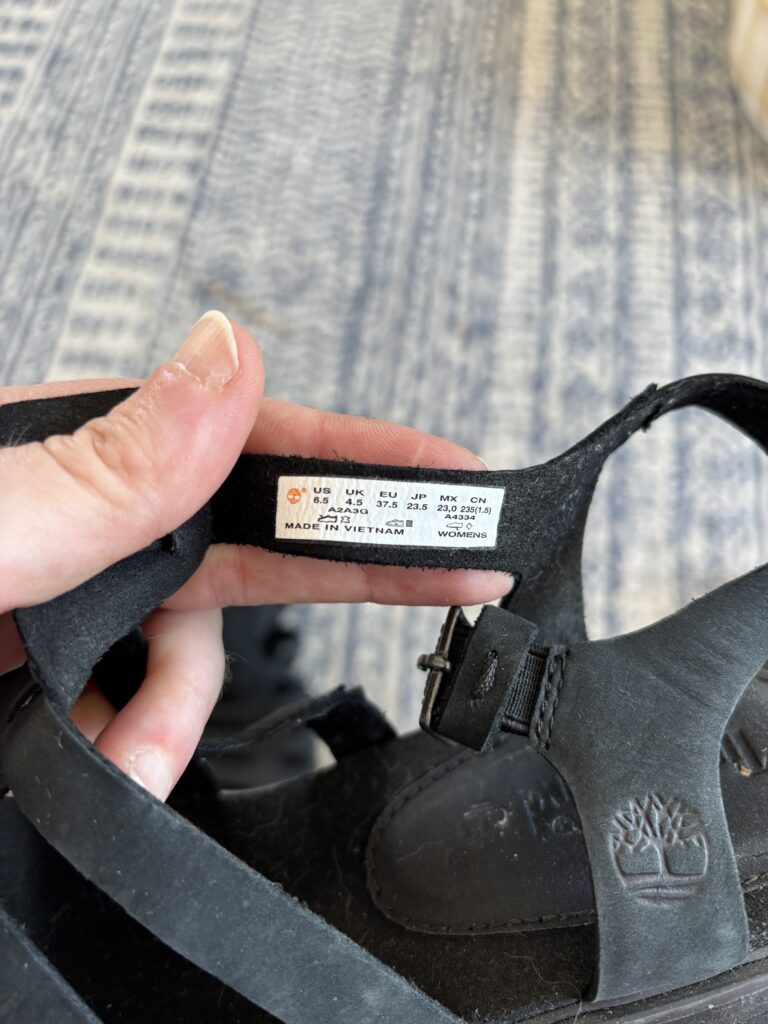 ® US UK EU JP MX CN
6.5 4.5 37.5 23.5 23,0 235(1.5)
A2A3G A4334
MADE IN VIETNAM WOMENS